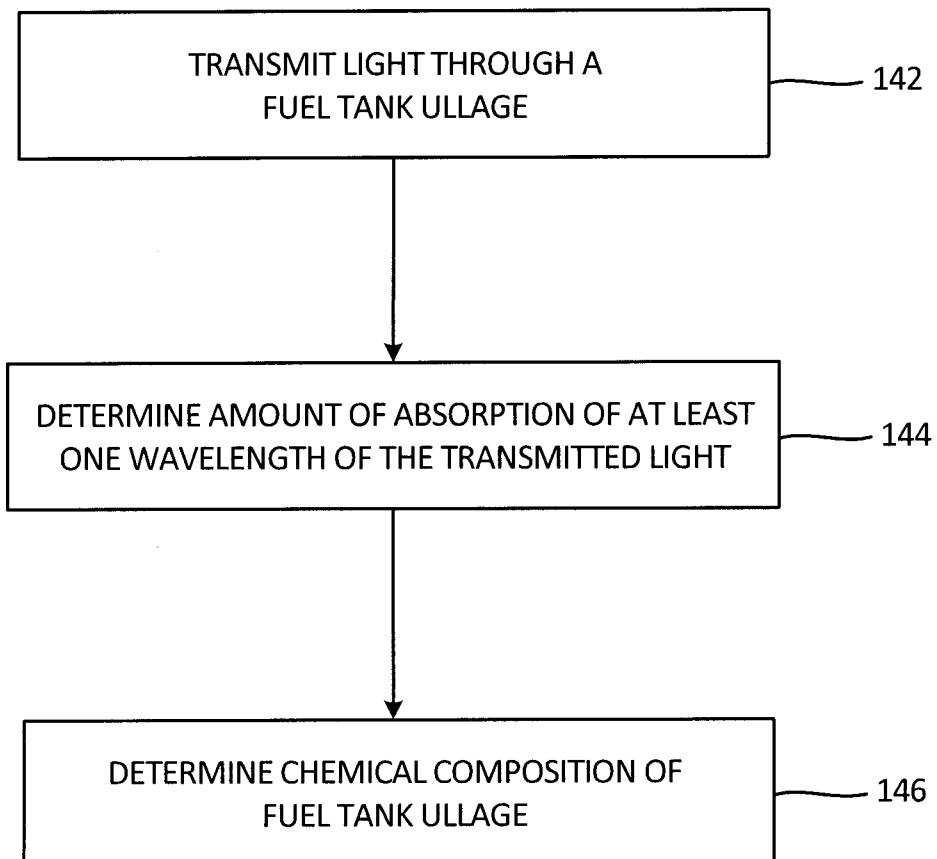 TRANSMIT LIGHT THROUGH A
FUEL TANK ULLAGE
142
DETERMINE AMOUNT OF ABSORPTION OF AT LEAST
ONE WAVELENGTH OF THE TRANSMITTED LIGHT
144
DETERMINE CHEMICAL COMPOSITION OF
FUEL TANK ULLAGE
146